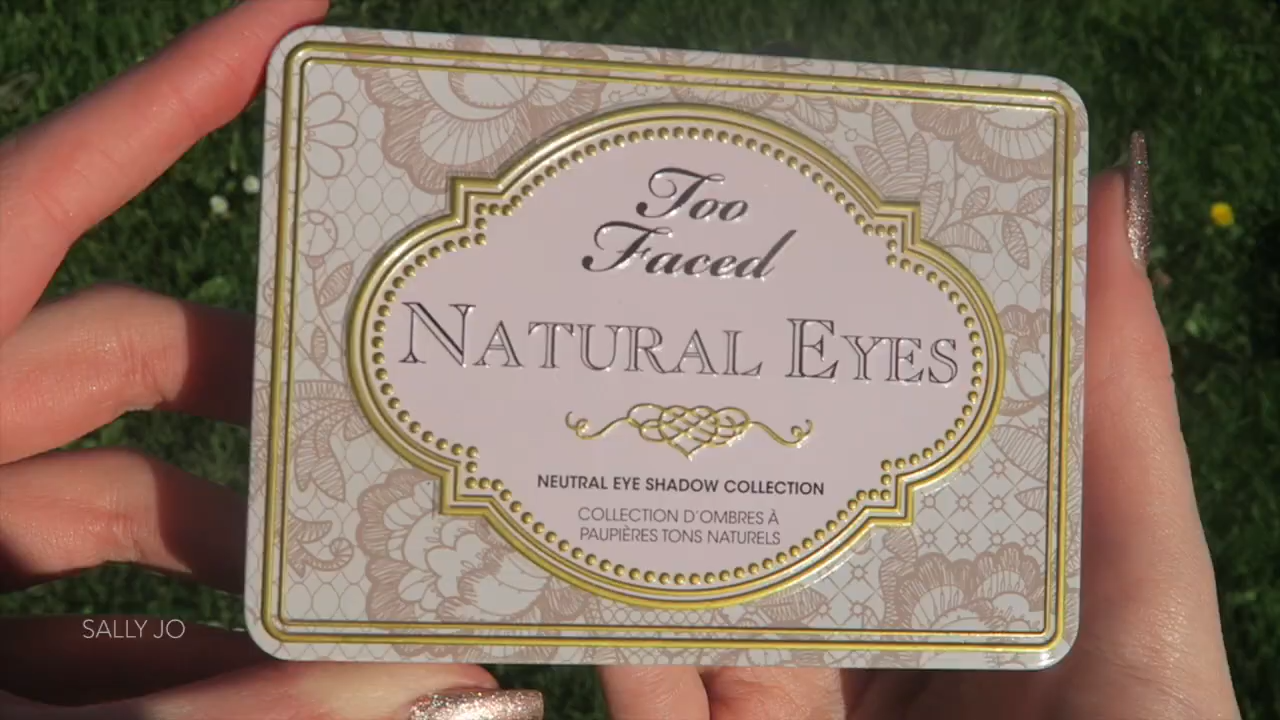 Too
Faced
NATURAL EYES
NEUTRAL EYE SHADOW COLLECTION
COLLECTION D'OMBRES À
PAUPIÈRES TONS NATURELS
SALLY JO